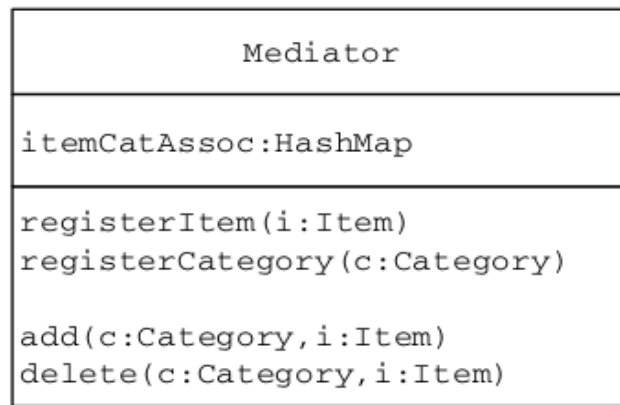 Mediator
itemCatAssoc:HashMap
registerItem(i:Item)
registerCategory(c:Category)
add(c:Category,i:Item)
delete(c:Category,i:Item)